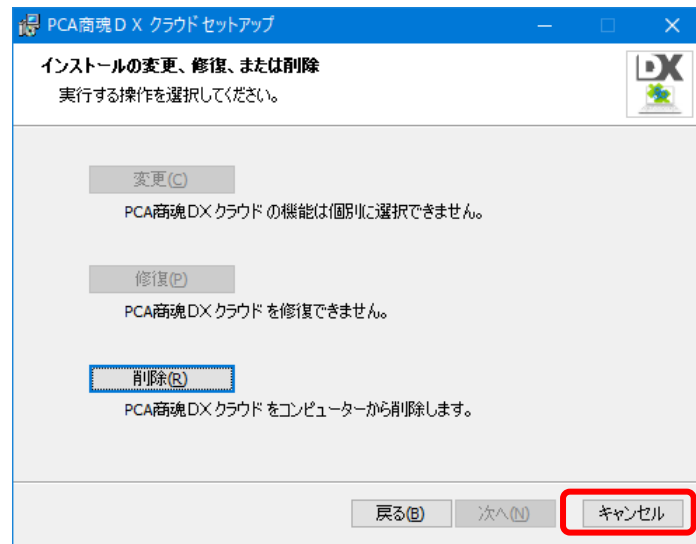 PCA商魂DX クラウド セットアップ
インストールの変更、修復、または削除
実行する操作を選択してください。
DX
変更(C)
PCA商魂DX クラウド の機能は個別に選択できません。
修復(P)
PCA商魂DX クラウド を修復できません。
削除(R)
PCA商魂DX クラウド をコンピューターから削除します。
戻る(B) 次へ(N) キャンセル